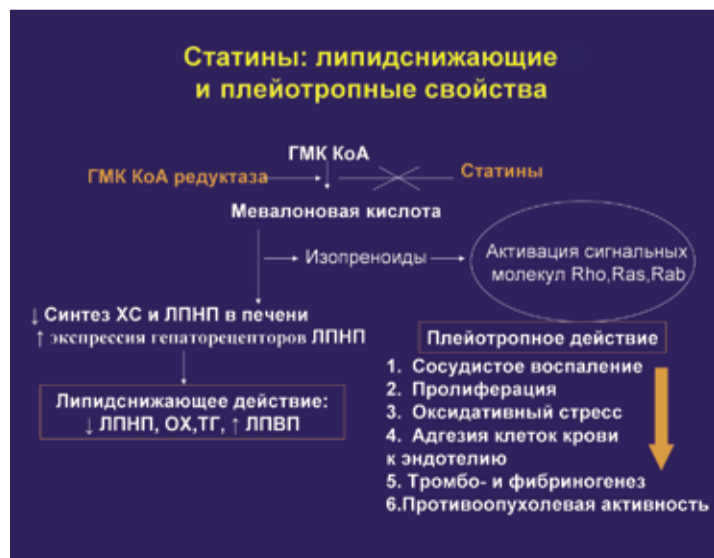 Статины: липидснижающие
и плейотропные свойства
ГМК КоА
ГМК КоА редуктаза
Статины
Мевалоновая кислота
Изопреноиды
Активация сигнальных
молекул Rho,Ras,Rab
↓ Синтез ХС и ЛПНП в печени
↑ экспрессия гепаторецепторов ЛПНП
Липидснижающее действие:
↓ ЛПНП, ОХ,ТГ, ↑ ЛПВП
Плейотропное действие
1. Сосудистое воспаление
2. Пролиферация
3. Оксидативный стресс
4. Адгезия клеток крови
к эндотелию
5. Тромбо- и фибриногенез
6.Противоопухолевая активность